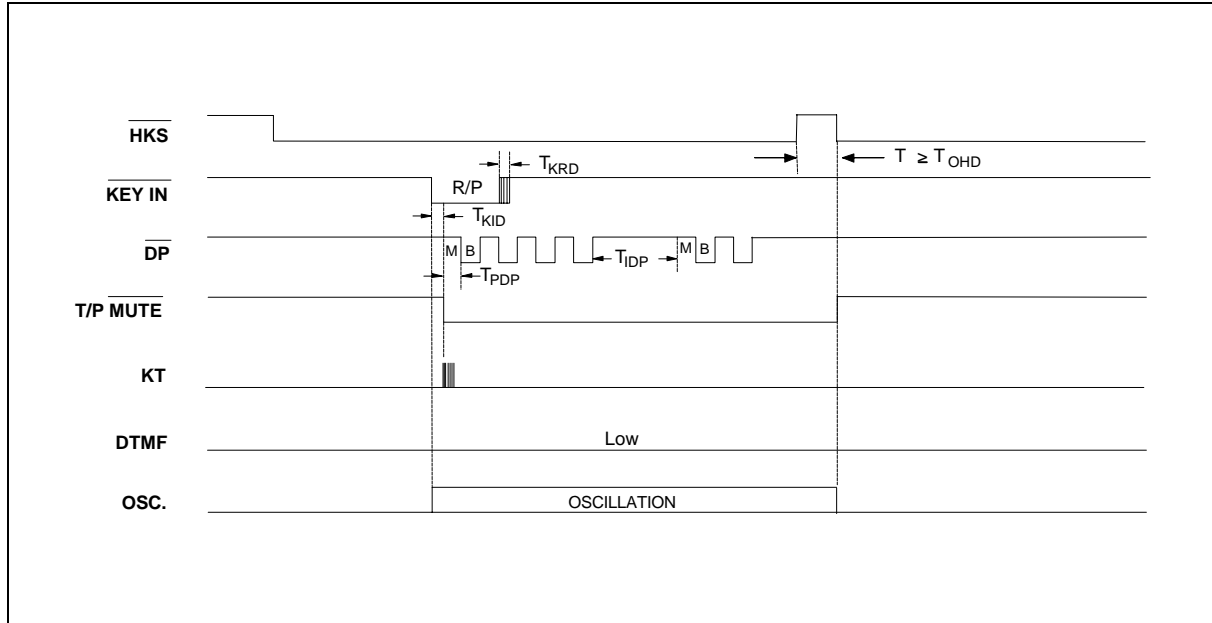 HKS
T ≥ TOHD
TKRD
KEY IN
R/P
TKID
DP
M B
TIDP
M B
TPDP
T/P MUTE
KT
DTMF
Low
OSC.
OSCILLATION